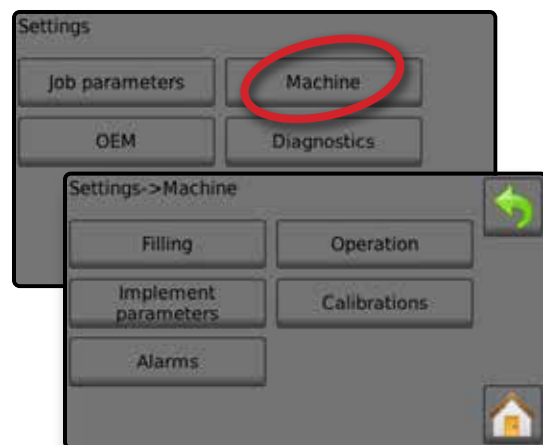 Settings
Job parameters
Machine
OEM
Diagnostics
Settings->Machine
Filling
Operation
Implement
parameters
Calibrations
Alarms